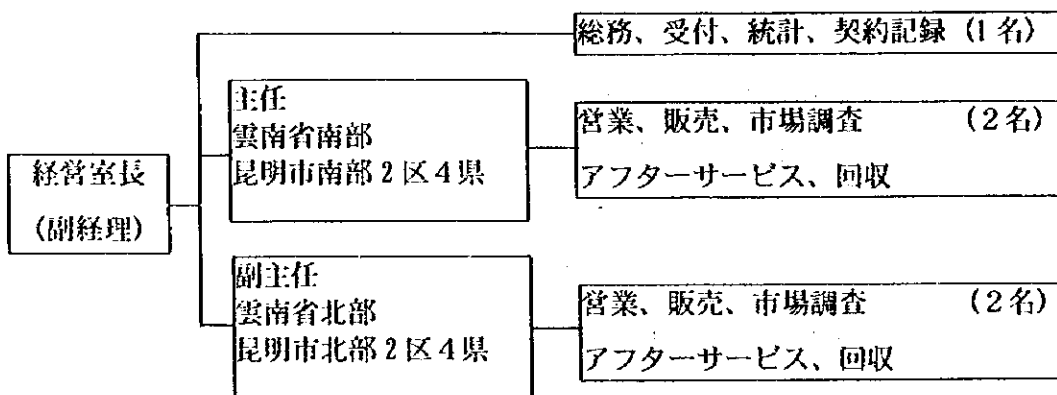 総務、受付、統計、契約記録 (1名)
主任
雲南省南部
昆明市南部2区4県
営業、販売、市場調査 (2名)
アフターサービス、回収
経営室長
(副経理)
副主任
雲南省北部
昆明市北部2区4県
営業、販売、市場調査 (2名)
アフターサービス、回収